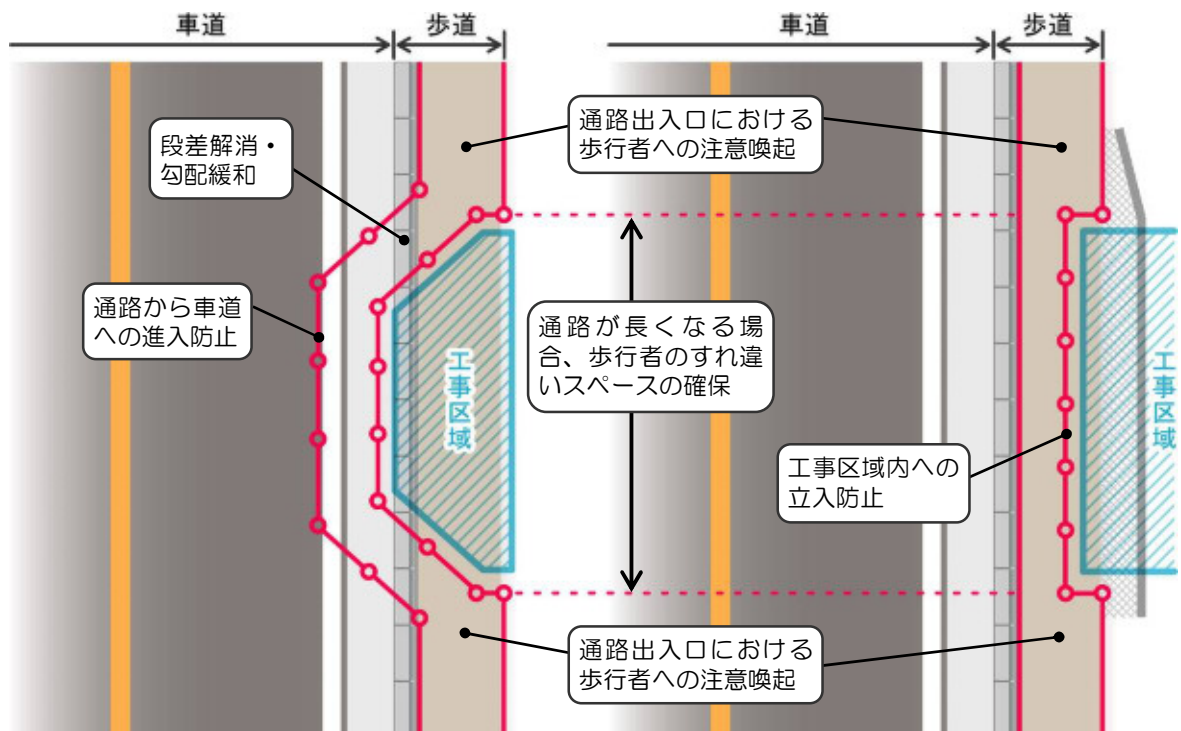 車道
歩道
車道
歩道
通路出入口における
歩行者への注意喚起
段差解消・
勾配緩和
通路から車道
への進入防止
通路が長くなる場
合、歩行者のすれ違
いスペースの確保
工事区域
工事区域
工事区域内への
立入防止
通路出入口における
歩行者への注意喚起